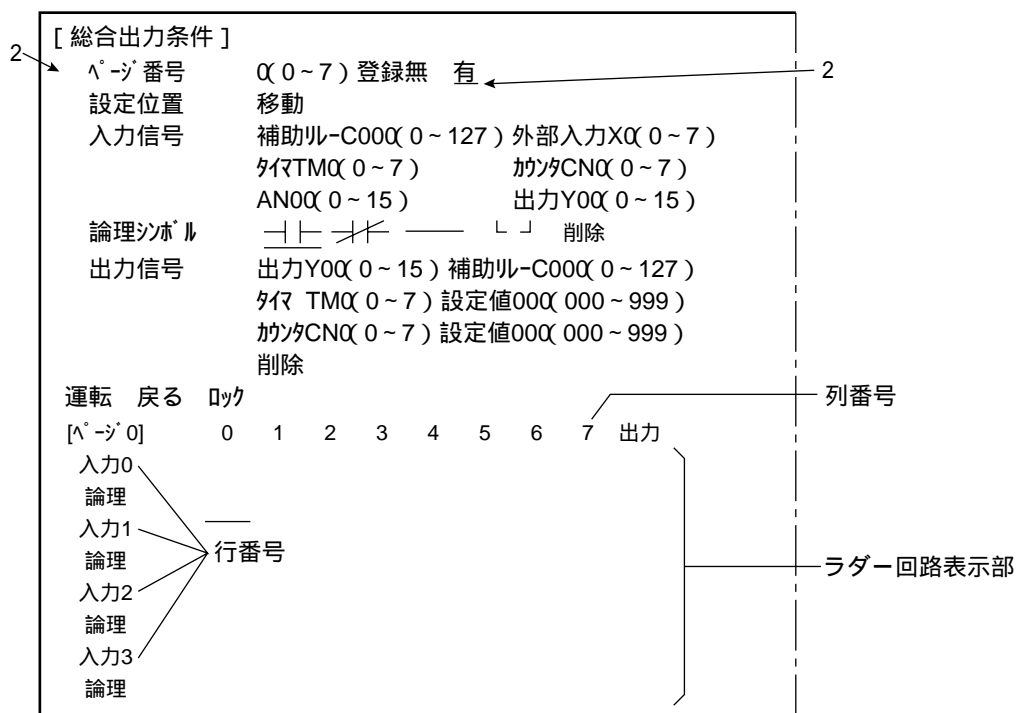 [ 総合出力条件 ]
2 ﾍﾟｰｼﾞ番号 0( 0 ~ 7 ) 登録無 有 2
設定位置 移動
入力信号 補助ﾘﾚｰC000( 0 ~ 127 ) 外部入力X0( 0 ~ 7 )
ﾀｲﾏTM0( 0 ~ 7 ) ｶｳﾝﾀCN0( 0 ~ 7 )
AN00( 0 ~ 15 ) 出力Y00( 0 ~ 15 )
論理ｼﾝﾎﾞﾙ 削除
出力信号 出力Y00( 0 ~ 15 ) 補助ﾘﾚｰC000( 0 ~ 127 )
ﾀｲﾏ TM0( 0 ~ 7 ) 設定値000( 000 ~ 999 )
ｶｳﾝﾀCN0( 0 ~ 7 ) 設定値000( 000 ~ 999 )
削除
運転 戻る ﾛｯｸ 列番号
[ﾍﾟｰｼﾞ0] 0 1 2 3 4 5 6 7 出力
入力0
論理
入力1
行番号
論理
ラダー回路表示部
入力2
論理
入力3
論理